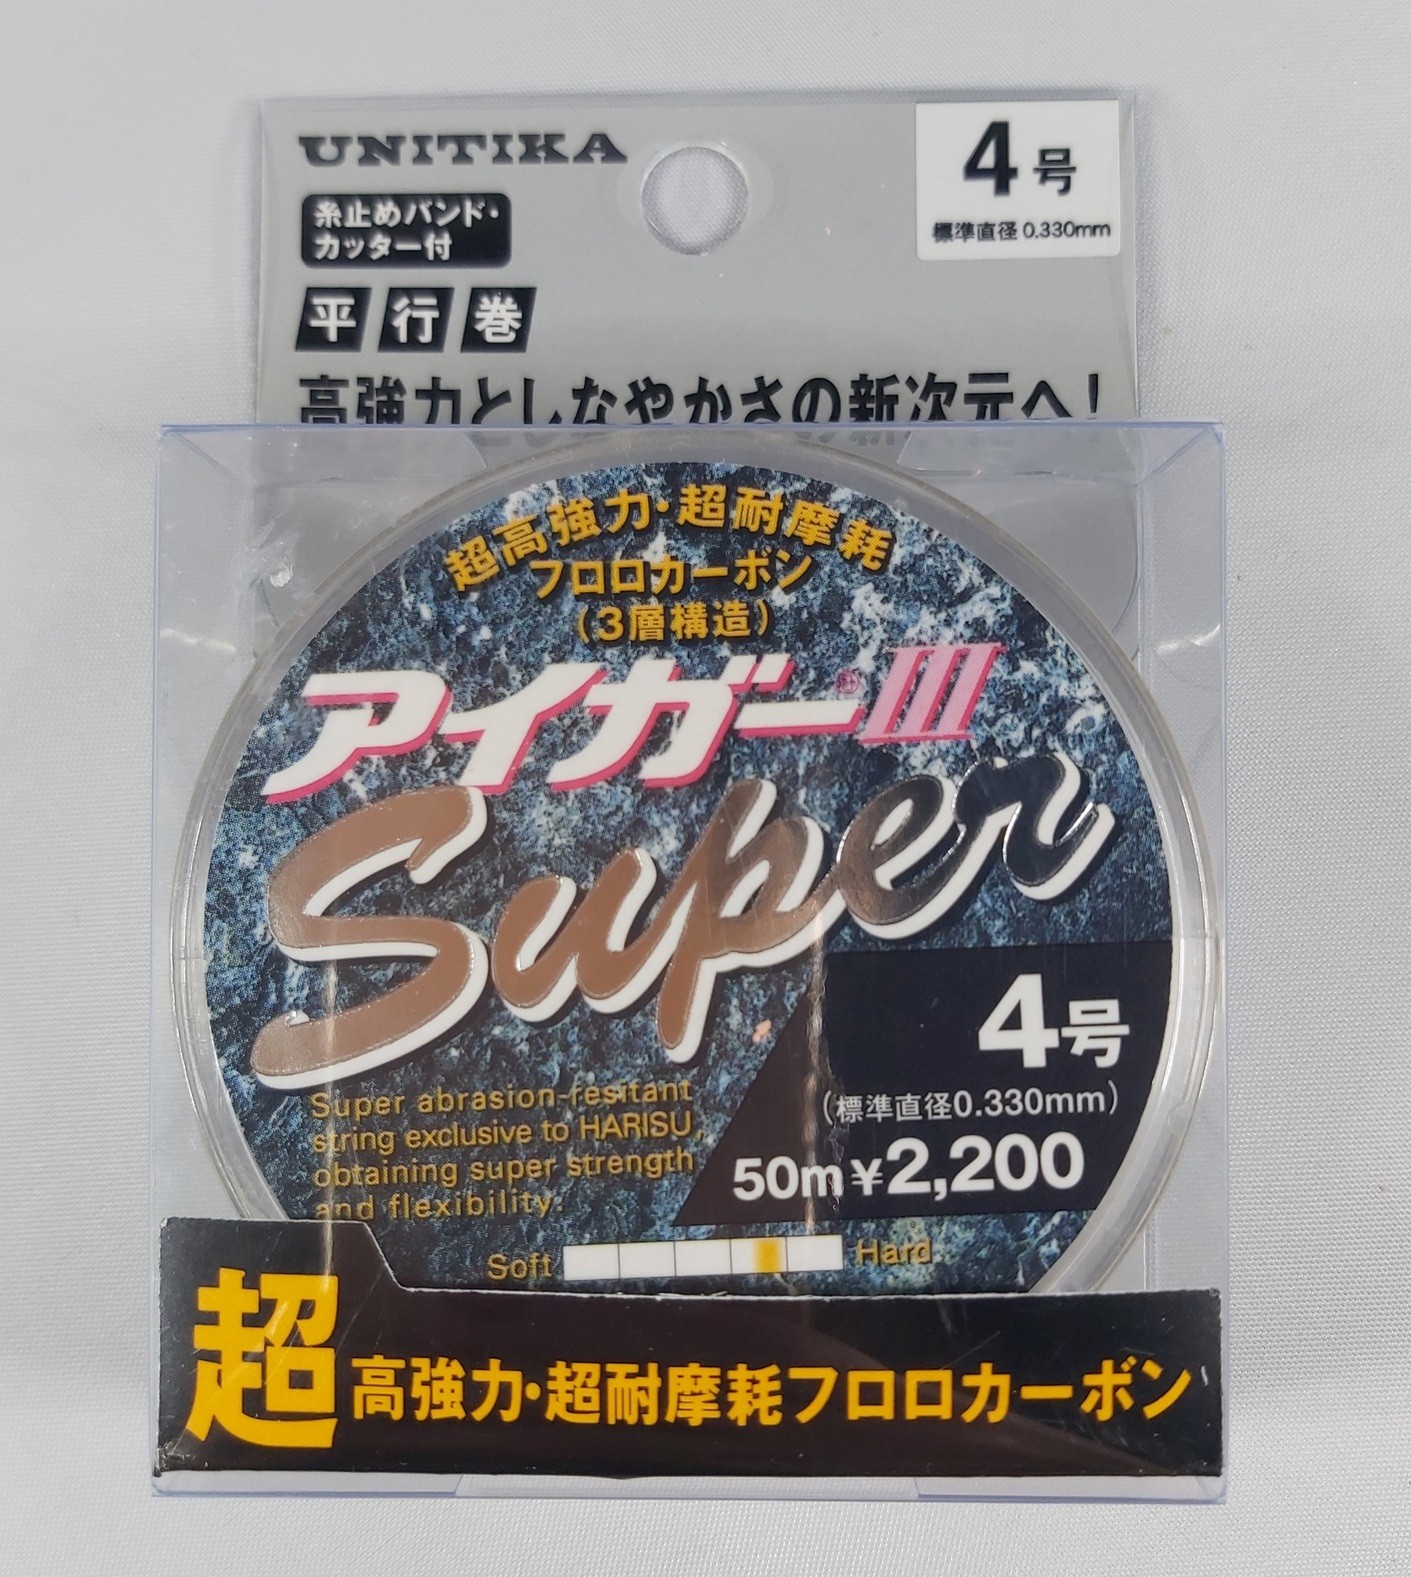 UNITIKA
4号
標準直径 0.330mm
糸止めバンド・
カッター付
平行巻
高強力としなやかさの新次元へ!
超高強力・超耐摩耗
フロロカーボン
(3層構造)
アイガー®III
Super
4号
(標準直径0.330mm)
50m¥2,200
Super abrasion-resitant
string exclusive to HARISU,
obtaining super strength
and flexibility.
Soft Hard
超高強力・超耐摩耗フロロカーボン